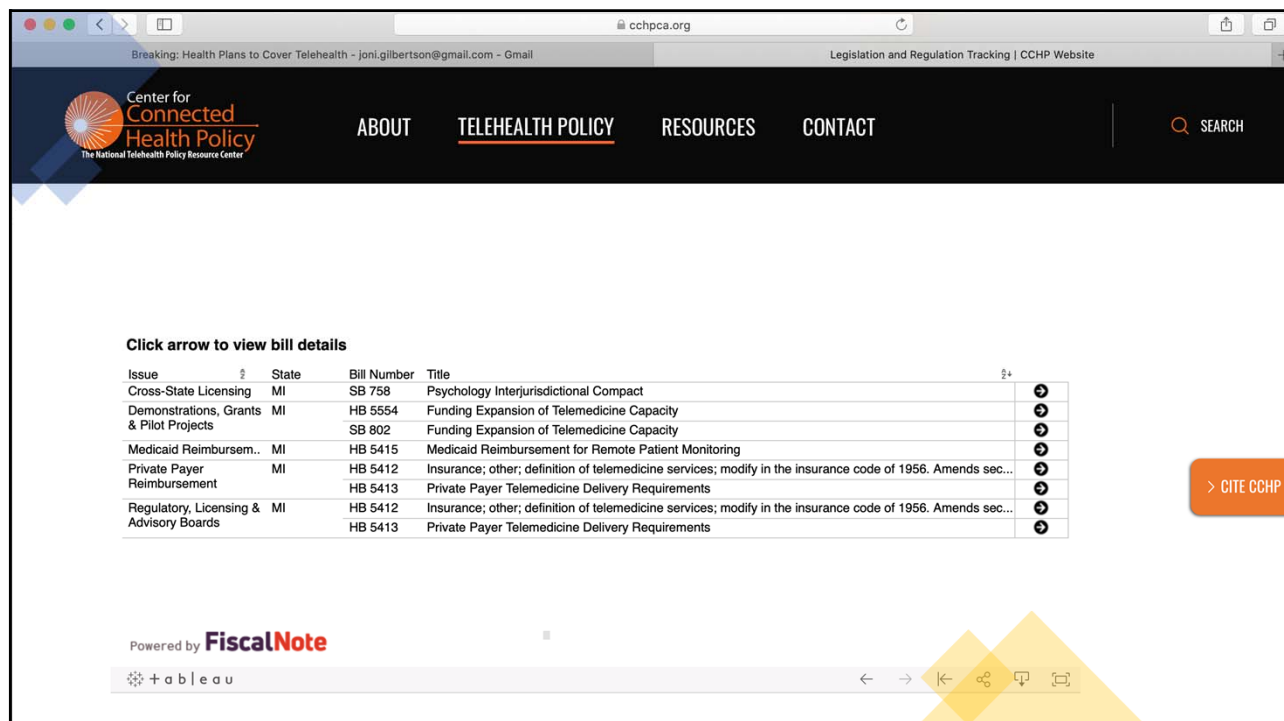 cchpca.org
Breaking: Health Plans to Cover Telehealth - joni.gilbertson@gmail.com - Gmail
Legislation and Regulation Tracking | CCHP Website
Center for
Connected
Health Policy
The National Telehealth Policy Resource Center
ABOUT TELEHEALTH POLICY RESOURCES CONTACT
SEARCH
Click arrow to view bill details
Issue State Bill Number Title
Cross-State Licensing MI SB 758 Psychology Interjurisdictional Compact
Demonstrations, Grants MI HB 5554 Funding Expansion of Telemedicine Capacity
& Pilot Projects SB 802 Funding Expansion of Telemedicine Capacity
Medicaid Reimbursem.. MI HB 5415 Medicaid Reimbursement for Remote Patient Monitoring
Private Payer MI HB 5412 Insurance; other; definition of telemedicine services; modify in the insurance code of 1956. Amends sec...
Reimbursement HB 5413 Private Payer Telemedicine Delivery Requirements
Regulatory, Licensing & MI HB 5412 Insurance; other; definition of telemedicine services; modify in the insurance code of 1956. Amends sec...
Advisory Boards HB 5413 Private Payer Telemedicine Delivery Requirements
> CITE CCHP
Powered by FiscalNote
+ a b l e a u